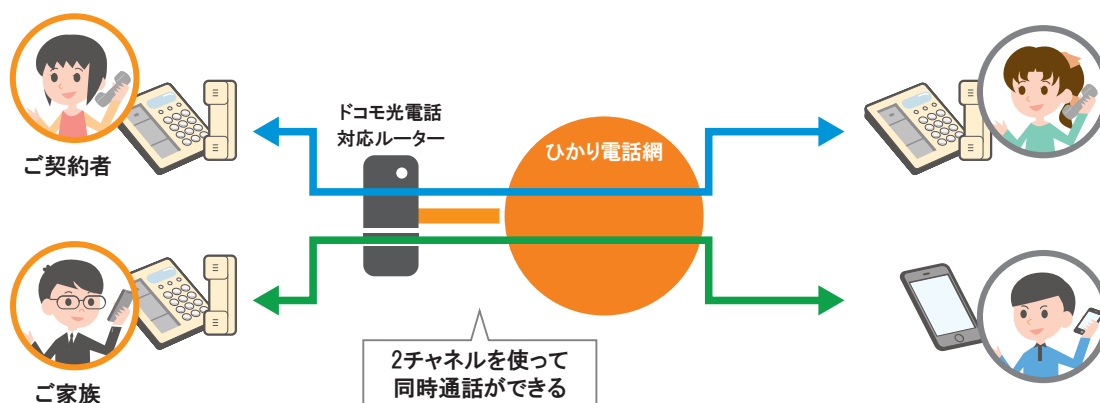 ドコモ光電話
対応ルーター
ひかり電話網
ご契約者
2チャネルを使って
同時通話ができる
ご家族